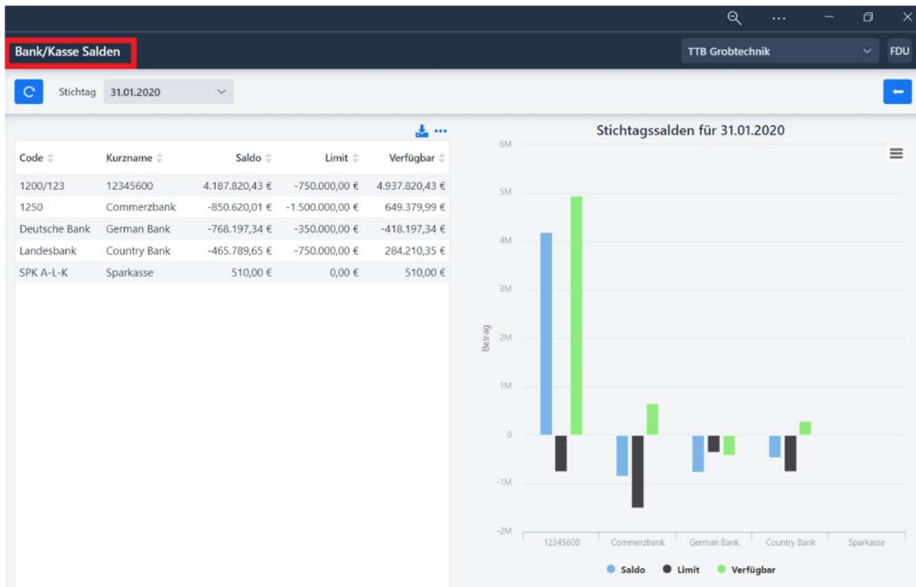 Bank/Kasse Salden
TTB Grobtechnik
FDU
Stichtag 31.01.2020
Code Kurzname Saldo Limit Verfügbar
1200/123 12345600 4.187.820,43 € -750.000,00 € 4.937.820,43 €
1250 Commerzbank -850.620,01 € -1.500.000,00 € 649.379,99 €
Deutsche Bank German Bank -768.197,34 € -350.000,00 € -418.197,34 €
Landesbank Country Bank -465.789,65 € -750.000,00 € 284.210,35 €
SPK A-L-K Sparkasse 510,00 € 0,00 € 510,00 €
Stichtagssalden für 31.01.2020
6M
5M
4M
3M
2M
1M
0
-1M
-2M
Betrag
12345600 Commerzbank German Bank Country Bank Sparkasse
Saldo Limit Verfügbar